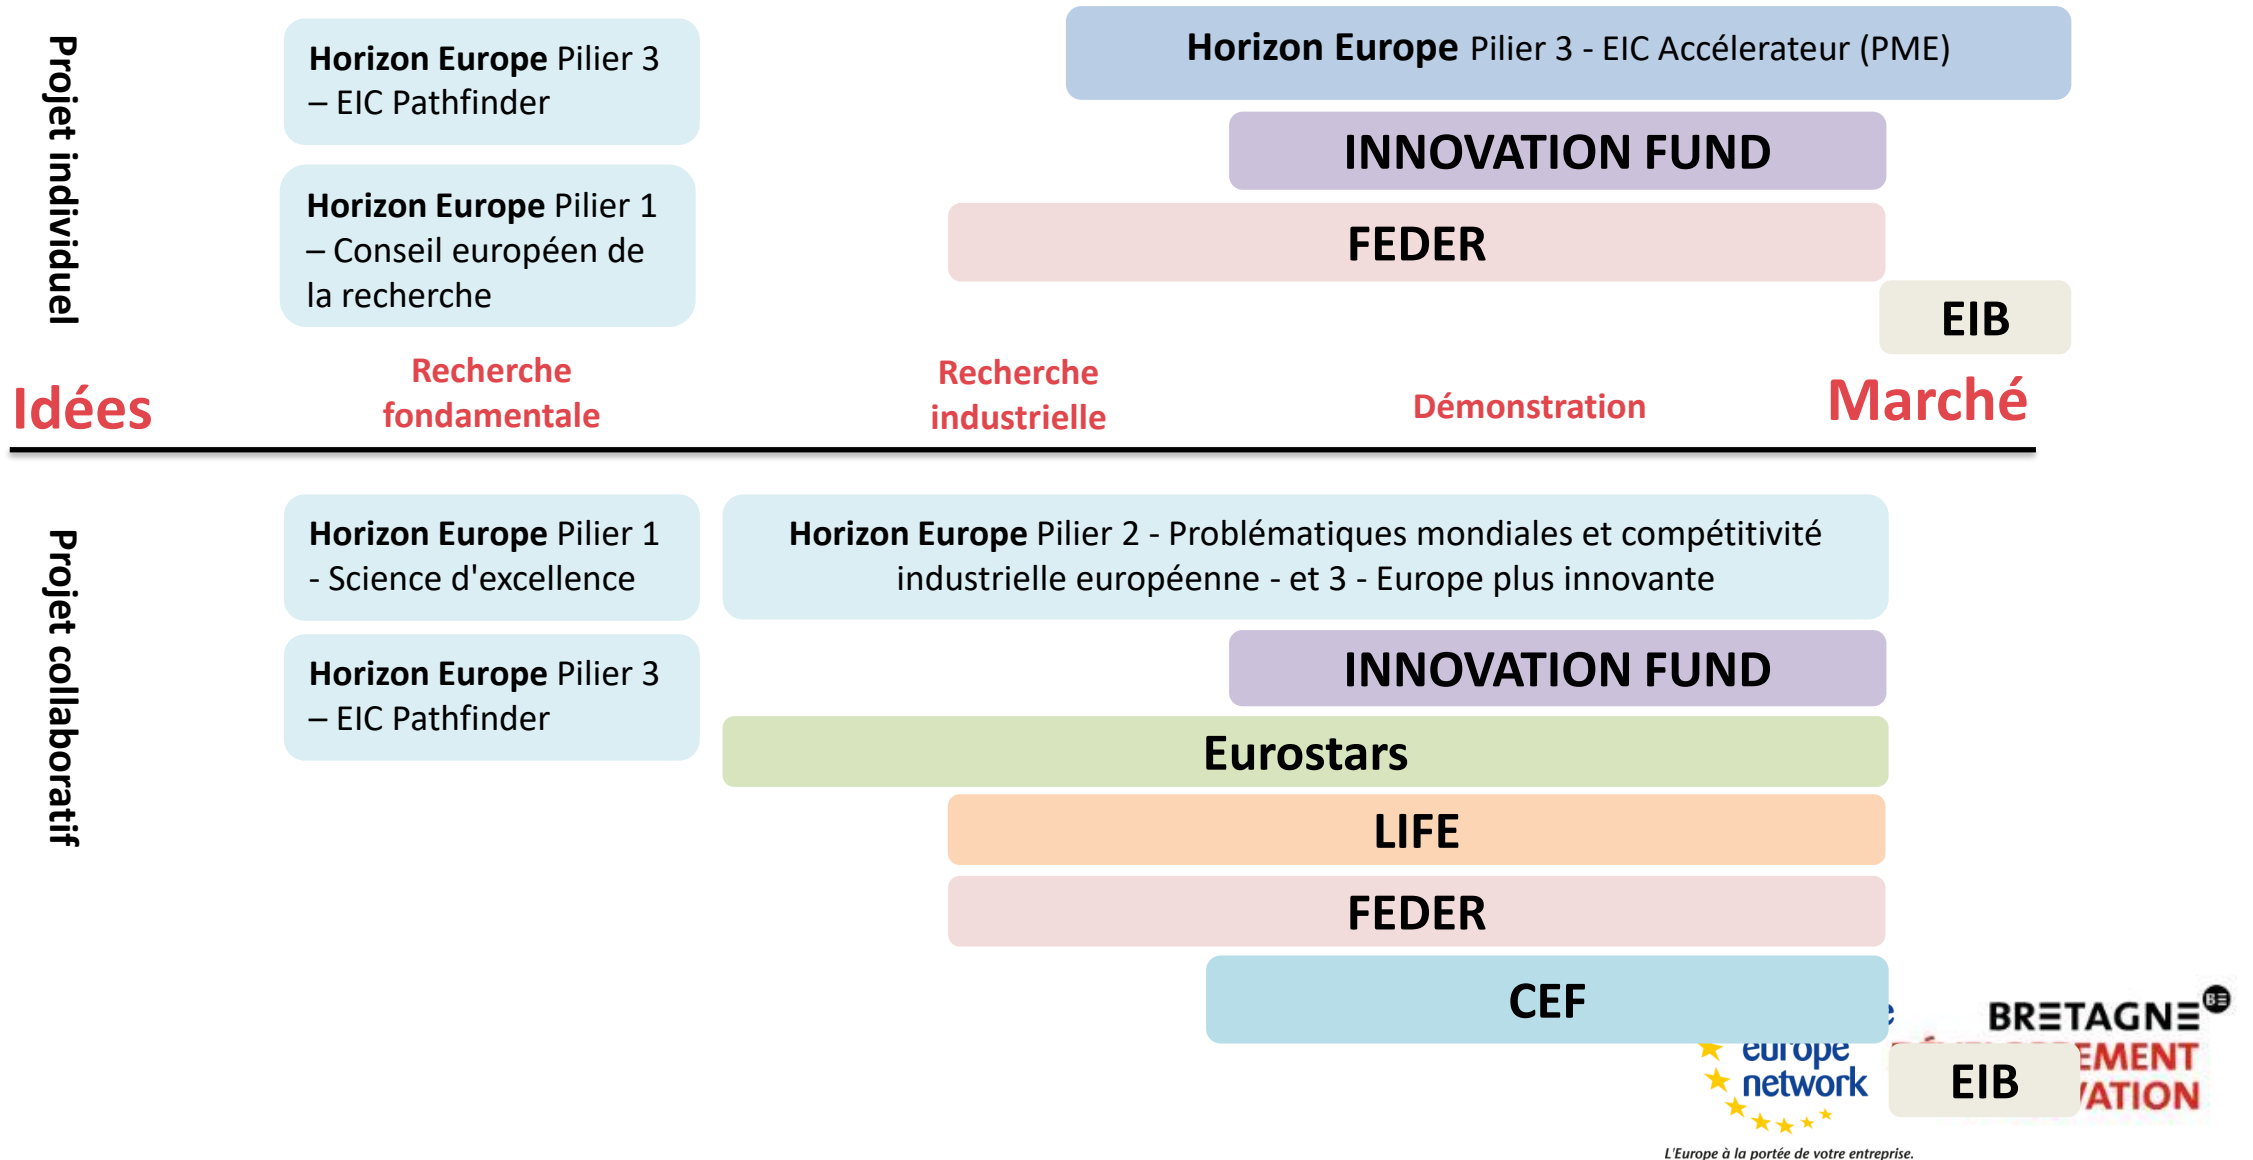 Projet individuel
Horizon Europe Pilier 3
– EIC Pathfinder
Horizon Europe Pilier 1
– Conseil européen de
la recherche
Horizon Europe Pilier 3 - EIC Accélerateur (PME)
INNOVATION FUND
FEDER
EIB
Idées
Recherche
fondamentale
Recherche
industrielle
Démonstration
Marché
Projet collaboratif
Horizon Europe Pilier 1
- Science d'excellence
Horizon Europe Pilier 3
– EIC Pathfinder
Horizon Europe Pilier 2 - Problématiques mondiales et compétitivité
industrielle européenne - et 3 - Europe plus innovante
INNOVATION FUND
Eurostars
LIFE
FEDER
CEF
EIB
europe
network
L'Europe à la portée de votre entreprise.
BRETAGNE